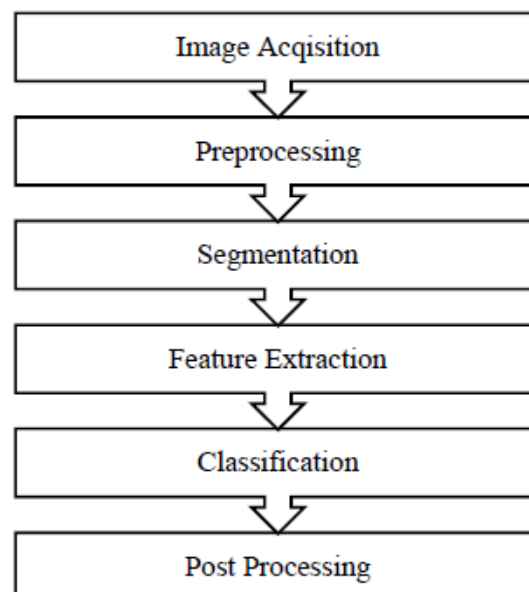 Image Acqisition
Preprocessing
Segmentation
Feature Extraction
Classification
Post Processing